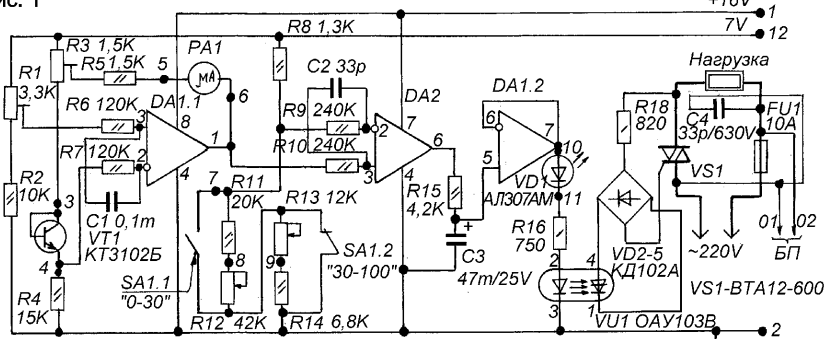 +16V 1
7V 12
R8 1,3K
R3 1,5K
R5 1,5K 5
PA1
mA
6
R1
3,3K
R6 120K
DA1.1
R7 120K
3 8 1 2 4
R2
10K
C1 0,1m
3
VT1
КТ3102Б
4
R4
15K
C2 33p
R9
240K
R10 240K
DA2
2 7 6 3 4
7
R11
20K
R13 12K
8
9
SA1.1
"0-30"
SA1.2
"30-100"
R12 42K
R14 6,8K
R15
4,2K
C3
47m/25V
DA1.2
6 7 5
10
VD1
АЛ307АМ
11
R16
750
2 4
3 1
VU1 ОАУ103В
VD2-5
КД102А
R18
820
Нагрузка
C4
33p/630V
FU1
10A
VS1
~220V
01 02
БП
VS1-BTA12-600
2